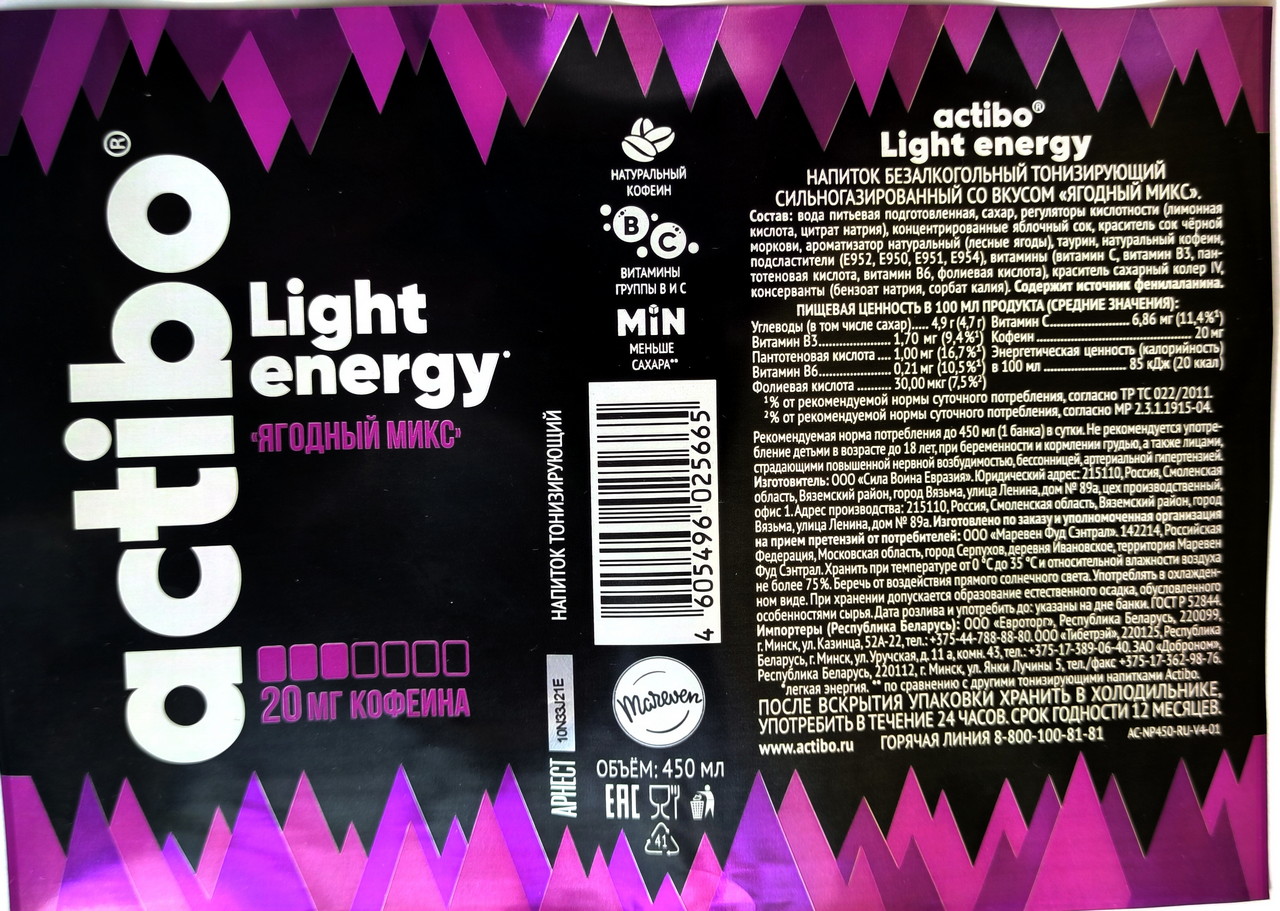 actibo®
Light
energy*
«ЯГОДНЫЙ МИКС»
20 МГ КОФЕИНА
НАПИТОК ТОНИЗИРУЮЩИЙ
10N33J21E
АРНЕСТ
НАТУРАЛЬНЫЙ
КОФЕИН
B C
ВИТАМИНЫ
ГРУППЫ В И С
MiN
МЕНЬШЕ
САХАРА**
4 605496 025665
Mareven
ОБЪЁМ: 450 МЛ
ЕАС
41
actibo®
Light energy
НАПИТОК БЕЗАЛКОГОЛЬНЫЙ ТОНИЗИРУЮЩИЙ
СИЛЬНОГАЗИРОВАННЫЙ СО ВКУСОМ «ЯГОДНЫЙ МИКС».
Состав: вода питьевая подготовленная, сахар, регуляторы кислотности (лимонная
кислота, цитрат натрия), концентрированные яблочный сок, краситель сок чёрной
моркови, ароматизатор натуральный (лесные ягоды), таурин, натуральный кофеин,
подсластители (Е952, Е950, Е951, Е954), витамины (витамин С, витамин В3, пан-
тотеновая кислота, витамин В6, фолиевая кислота), краситель сахарный колер IV,
консерванты (бензоат натрия, сорбат калия). Содержит источник фенилаланина.
ПИЩЕВАЯ ЦЕННОСТЬ В 100 МЛ ПРОДУКТА (СРЕДНИЕ ЗНАЧЕНИЯ):
Углеводы (в том числе сахар)..... 4,9 г (4,7 г)
Витамин В3................ 1,70 мг (9,4%¹)
Пантотеновая кислота ... 1,00 мг (16,7%¹)
Витамин В6................ 0,21 мг (10,5%¹)
Фолиевая кислота .......... 30,00 мкг (7,5%²)
Витамин С................ 6,86 мг (11,4%¹)
Кофеин ................................ 20 мг
Энергетическая ценность (калорийность)
в 100 мл ................ 85 кДж (20 ккал)
¹ % от рекомендуемой нормы суточного потребления, согласно ТР ТС 022/2011.
² % от рекомендуемой нормы суточного потребления, согласно МР 2.3.1.1915-04.
Рекомендуемая норма потребления до 450 мл (1 банка) в сутки. Не рекомендуется употре-
бление детьми в возрасте до 18 лет, при беременности и кормлении грудью, а также лицами,
страдающими повышенной нервной возбудимостью, бессонницей, артериальной гипертензией.
Изготовитель: ООО «Сила Воина Евразия». Юридический адрес: 215110, Россия, Смоленская
область, Вяземский район, город Вязьма, улица Ленина, дом № 89а, цех производственный,
офис 1. Адрес производства: 215110, Россия, Смоленская область, Вяземский район, город
Вязьма, улица Ленина, дом № 89а. Изготовлено по заказу и уполномоченная организация
на прием претензий от потребителей: ООО «Маревен Фуд Сэнтрал». 142214, Российская
Федерация, Московская область, город Серпухов, деревня Ивановское, территория Маревен
Фуд Сэнтрал. Хранить при температуре от 0 °С до 35 °С и относительной влажности воздуха
не более 75%. Беречь от воздействия прямого солнечного света. Употреблять в охлажден-
ном виде. При хранении допускается образование естественного осадка, обусловленного
особенностями сырья. Дата розлива и употребить до: указаны на дне банки. ГОСТ Р 52844.
Импортеры (Республика Беларусь): ООО «Евроторг», Республика Беларусь, 220099,
г. Минск, ул. Казинца, 52А-22, тел.: +375-44-788-88-80. ООО «Тибетрэй», 220125, Республика
Беларусь, г. Минск, ул. Уручская, д. 11 а, комн. 43, тел.: +375-17-389-06-40. ЗАО «Доброном»,
Республика Беларусь, 220112, г. Минск, ул. Янки Лучины 5, тел./факс +375-17-362-98-76.
*легкая энергия. ** по сравнению с другими тонизирующими напитками Actibo.
ПОСЛЕ ВСКРЫТИЯ УПАКОВКИ ХРАНИТЬ В ХОЛОДИЛЬНИКЕ,
УПОТРЕБИТЬ В ТЕЧЕНИЕ 24 ЧАСОВ. СРОК ГОДНОСТИ 12 МЕСЯЦЕВ.
www.actibo.ru ГОРЯЧАЯ ЛИНИЯ 8-800-100-81-81 AC-NP450-RU-V4-01